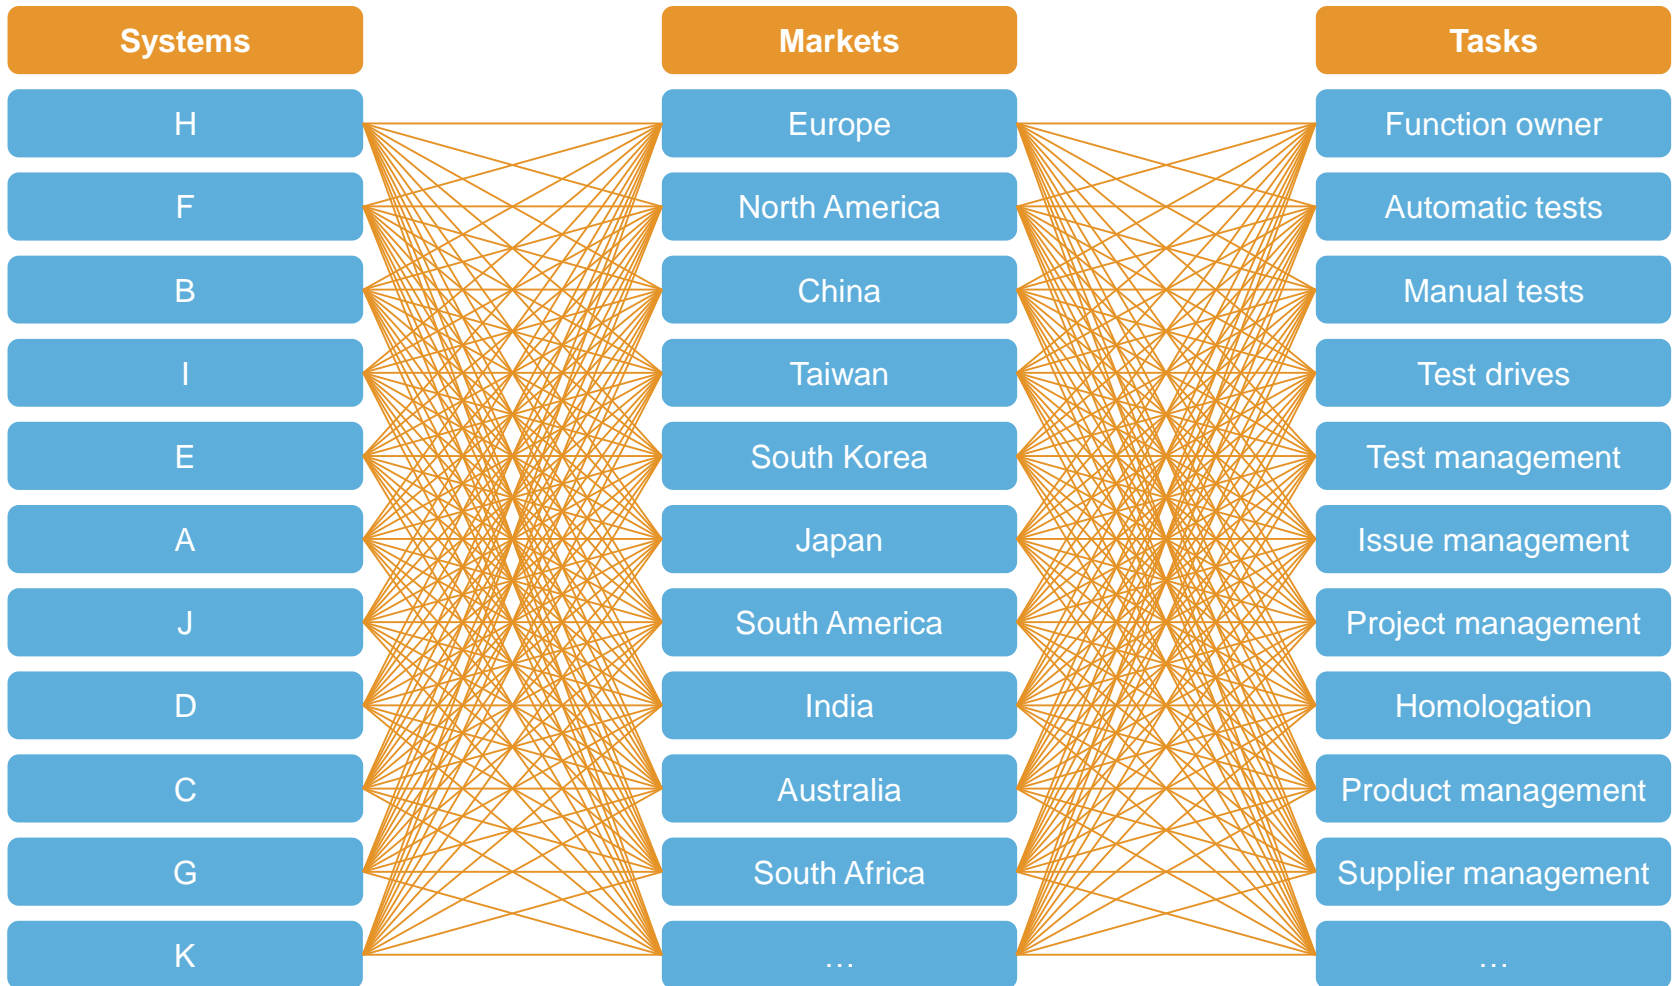 Systems
Markets
Tasks
H
Europe
Function owner
F
North America
Automatic tests
B
China
Manual tests
I
Taiwan
Test drives
E
South Korea
Test management
A
Japan
Issue management
J
South America
Project management
D
India
Homologation
C
Australia
Product management
G
South Africa
Supplier management
K
…
…